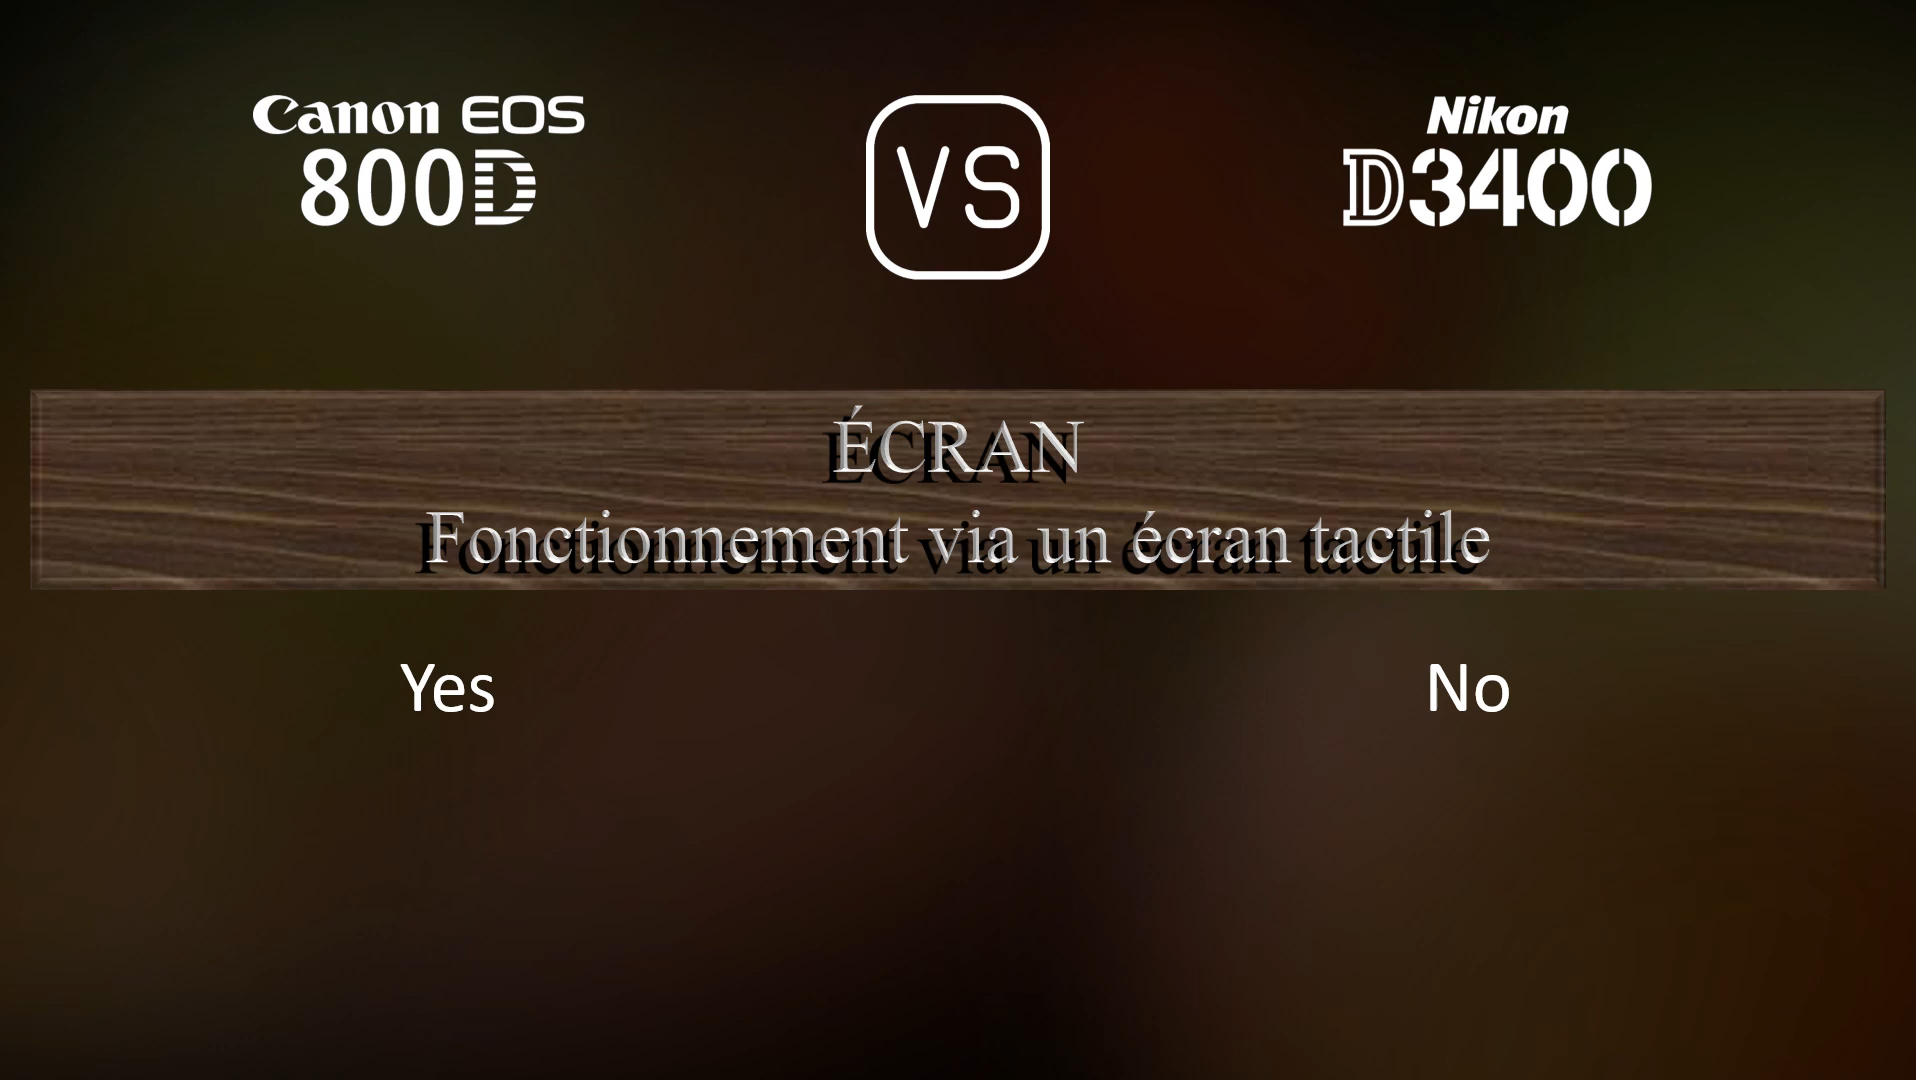 Canon EOS
800D
VS
Nikon
D3400
ÉCRAN
Fonctionnement via un écran tactile
Yes
No